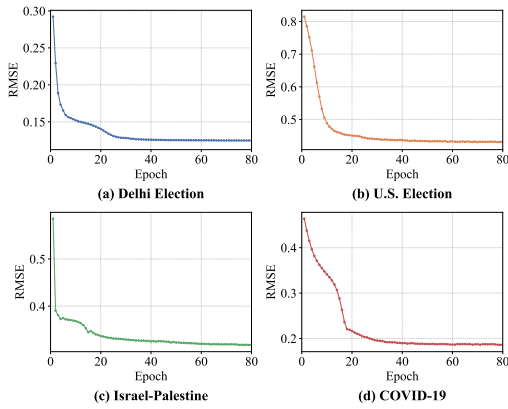 0.30
0.25
0.20
0.15
RMSE
0 20 40 60 80
Epoch
(a) Delhi Election
0.8
0.7
0.6
0.5
RMSE
0 20 40 60 80
Epoch
(b) U.S. Election
0.5
0.4
RMSE
0 20 40 60 80
Epoch
(c) Israel-Palestine
0.4
0.3
0.2
RMSE
0 20 40 60 80
Epoch
(d) COVID-19